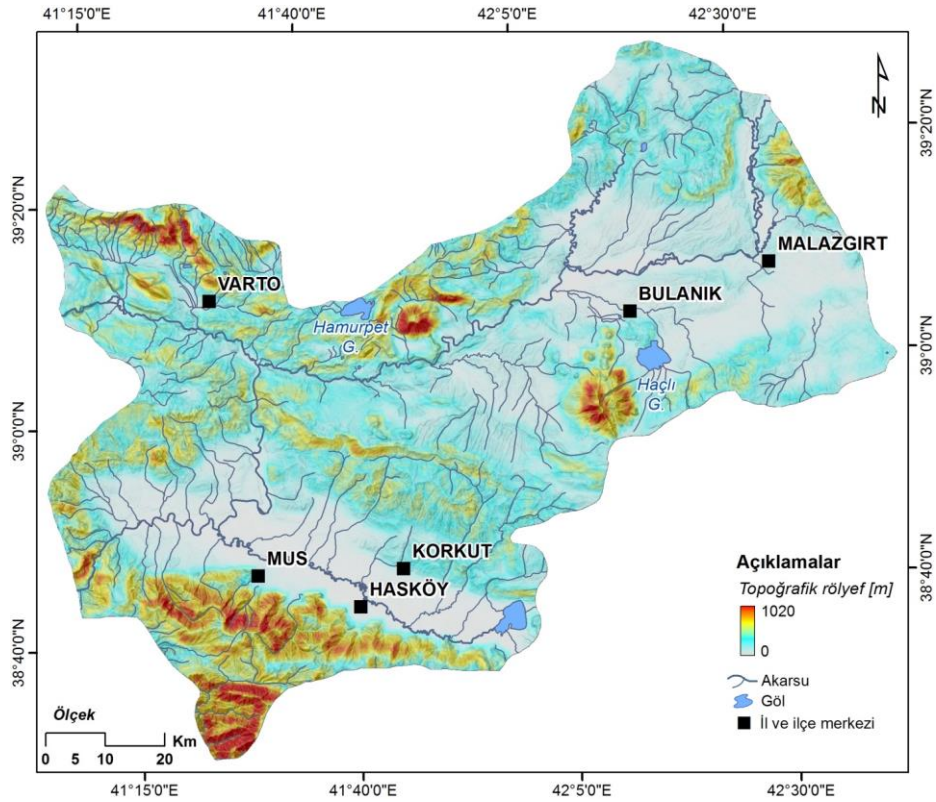 41°15'0"E
41°40'0"E
42°5'0"E
42°30'0"E
N
39°20'0"N
39°20'0"N
MALAZGIRT
VARTO
BULANIK
Hamurpet
G.
39°0'0"N
Haçlı
G.
39°0'0"N
KORKUT
MUS
HASKÖY
Açıklamalar
38°40'0"N
Topoğrafik rölyef [m]
1020
0
38°40'0"N
Akarsu
Göl
İl ve ilçe merkezi
Ölçek
Km
0 5 10 20
41°15'0"E
41°40'0"E
42°5'0"E
42°30'0"E